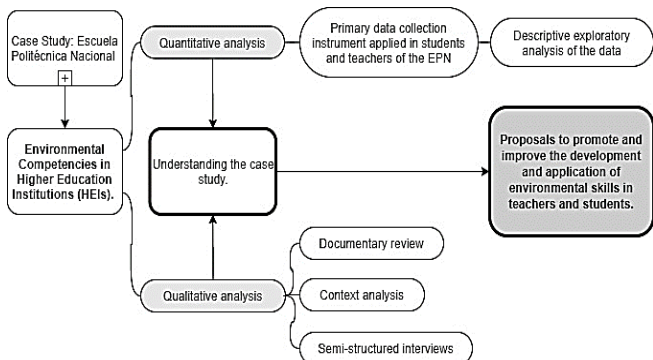 Case Study: Escuela
Politécnica Nacional
+
Quantitative analysis
Primary data collection
instrument applied in students
and teachers of the EPN
Descriptive exploratory
analysis of the data
Environmental
Competencies in
Higher Education
Institutions (HEIs).
Understanding the case
study.
Proposals to promote and
improve the development
and application of
environmental skills in
teachers and students.
Qualitative analysis
Documentary review
Context analysis
Semi-structured interviews